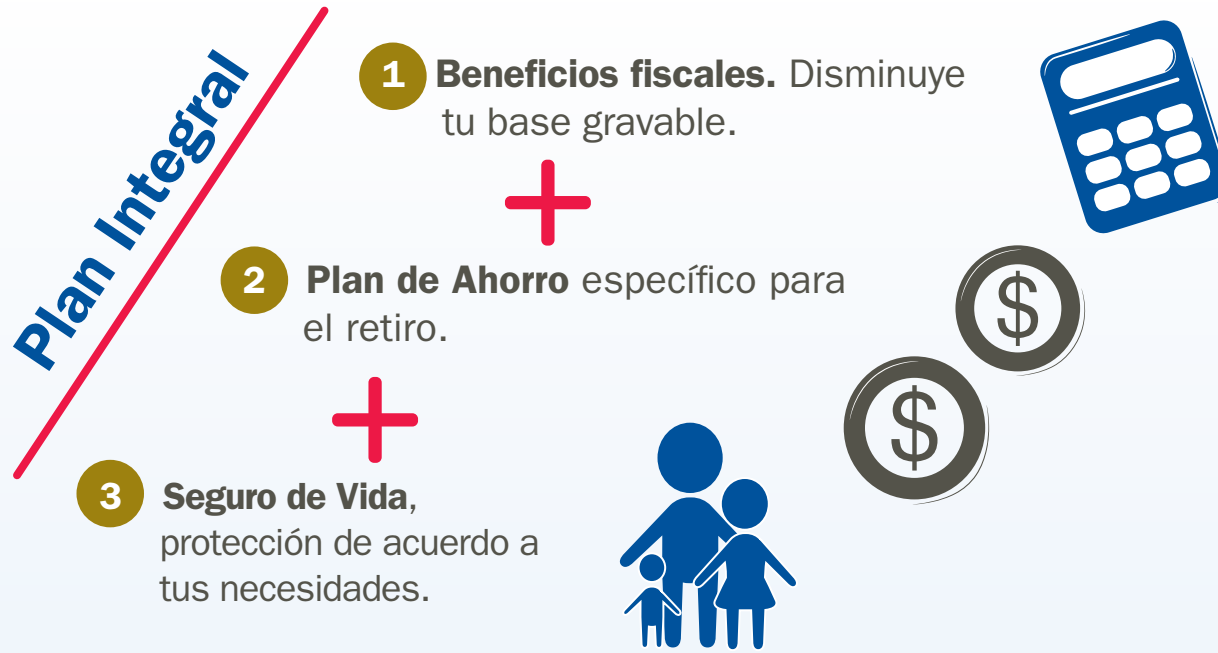 Plan Integral
1 Beneficios fiscales. Disminuye
tu base gravable.
2 Plan de Ahorro específico para
el retiro.
3 Seguro de Vida,
protección de acuerdo a
tus necesidades.
$
$